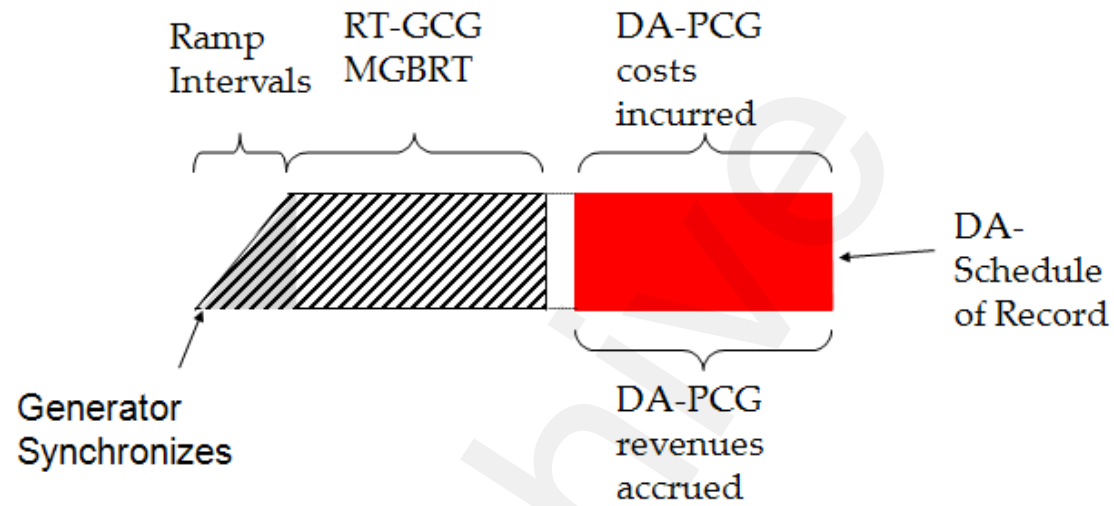 Ramp
Intervals
RT-GCG
MGBRT
DA-PCG
costs
incurred
DA-
Schedule
of Record
Generator
Synchronizes
DA-PCG
revenues
accrued